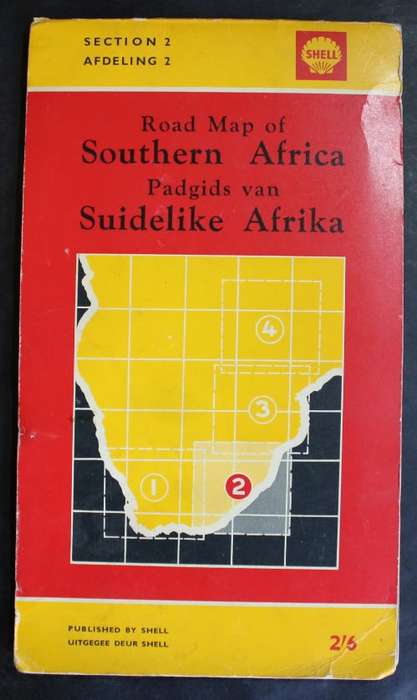 SECTION 2
AFDELING 2
SHELL
Road Map of
Southern Africa
Padgids van
Suidelike Afrika
4
3
1
2
PUBLISHED BY SHELL
UITGEGEE DEUR SHELL
2/6